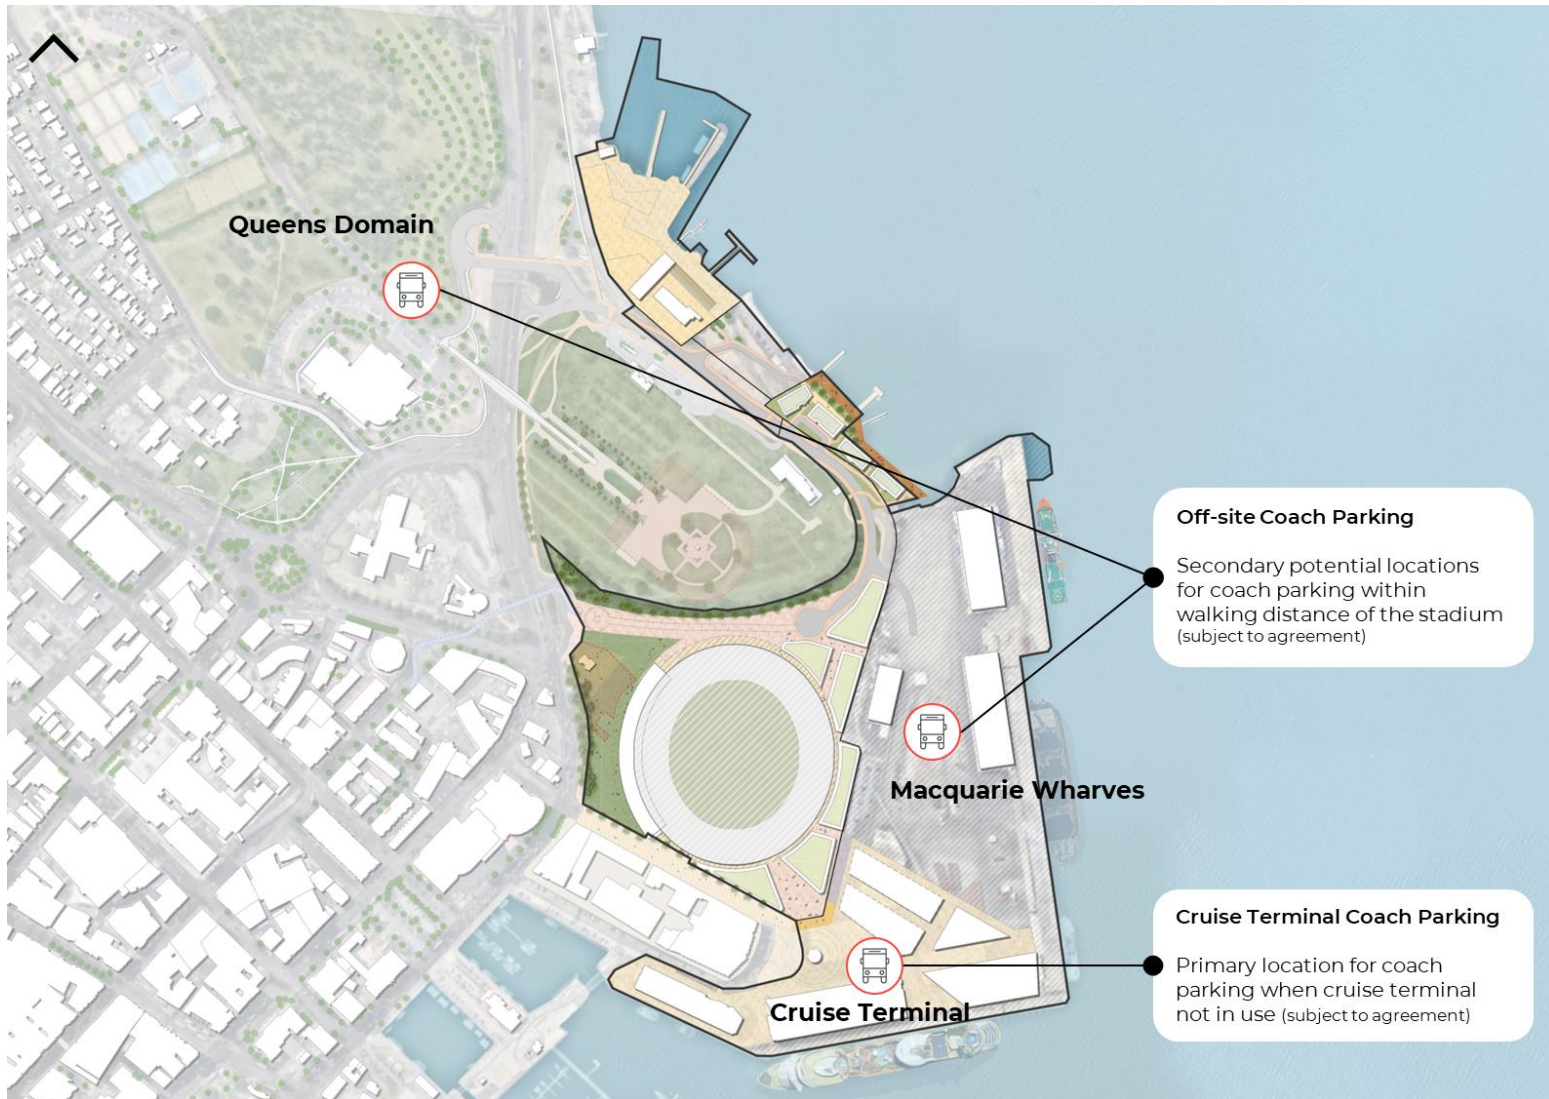 Queens Domain
Off-site Coach Parking
Secondary potential locations
for coach parking within
walking distance of the stadium
(subject to agreement)
Macquarie Wharves
Cruise Terminal Coach Parking
Primary location for coach
parking when cruise terminal
not in use (subject to agreement)
Cruise Terminal